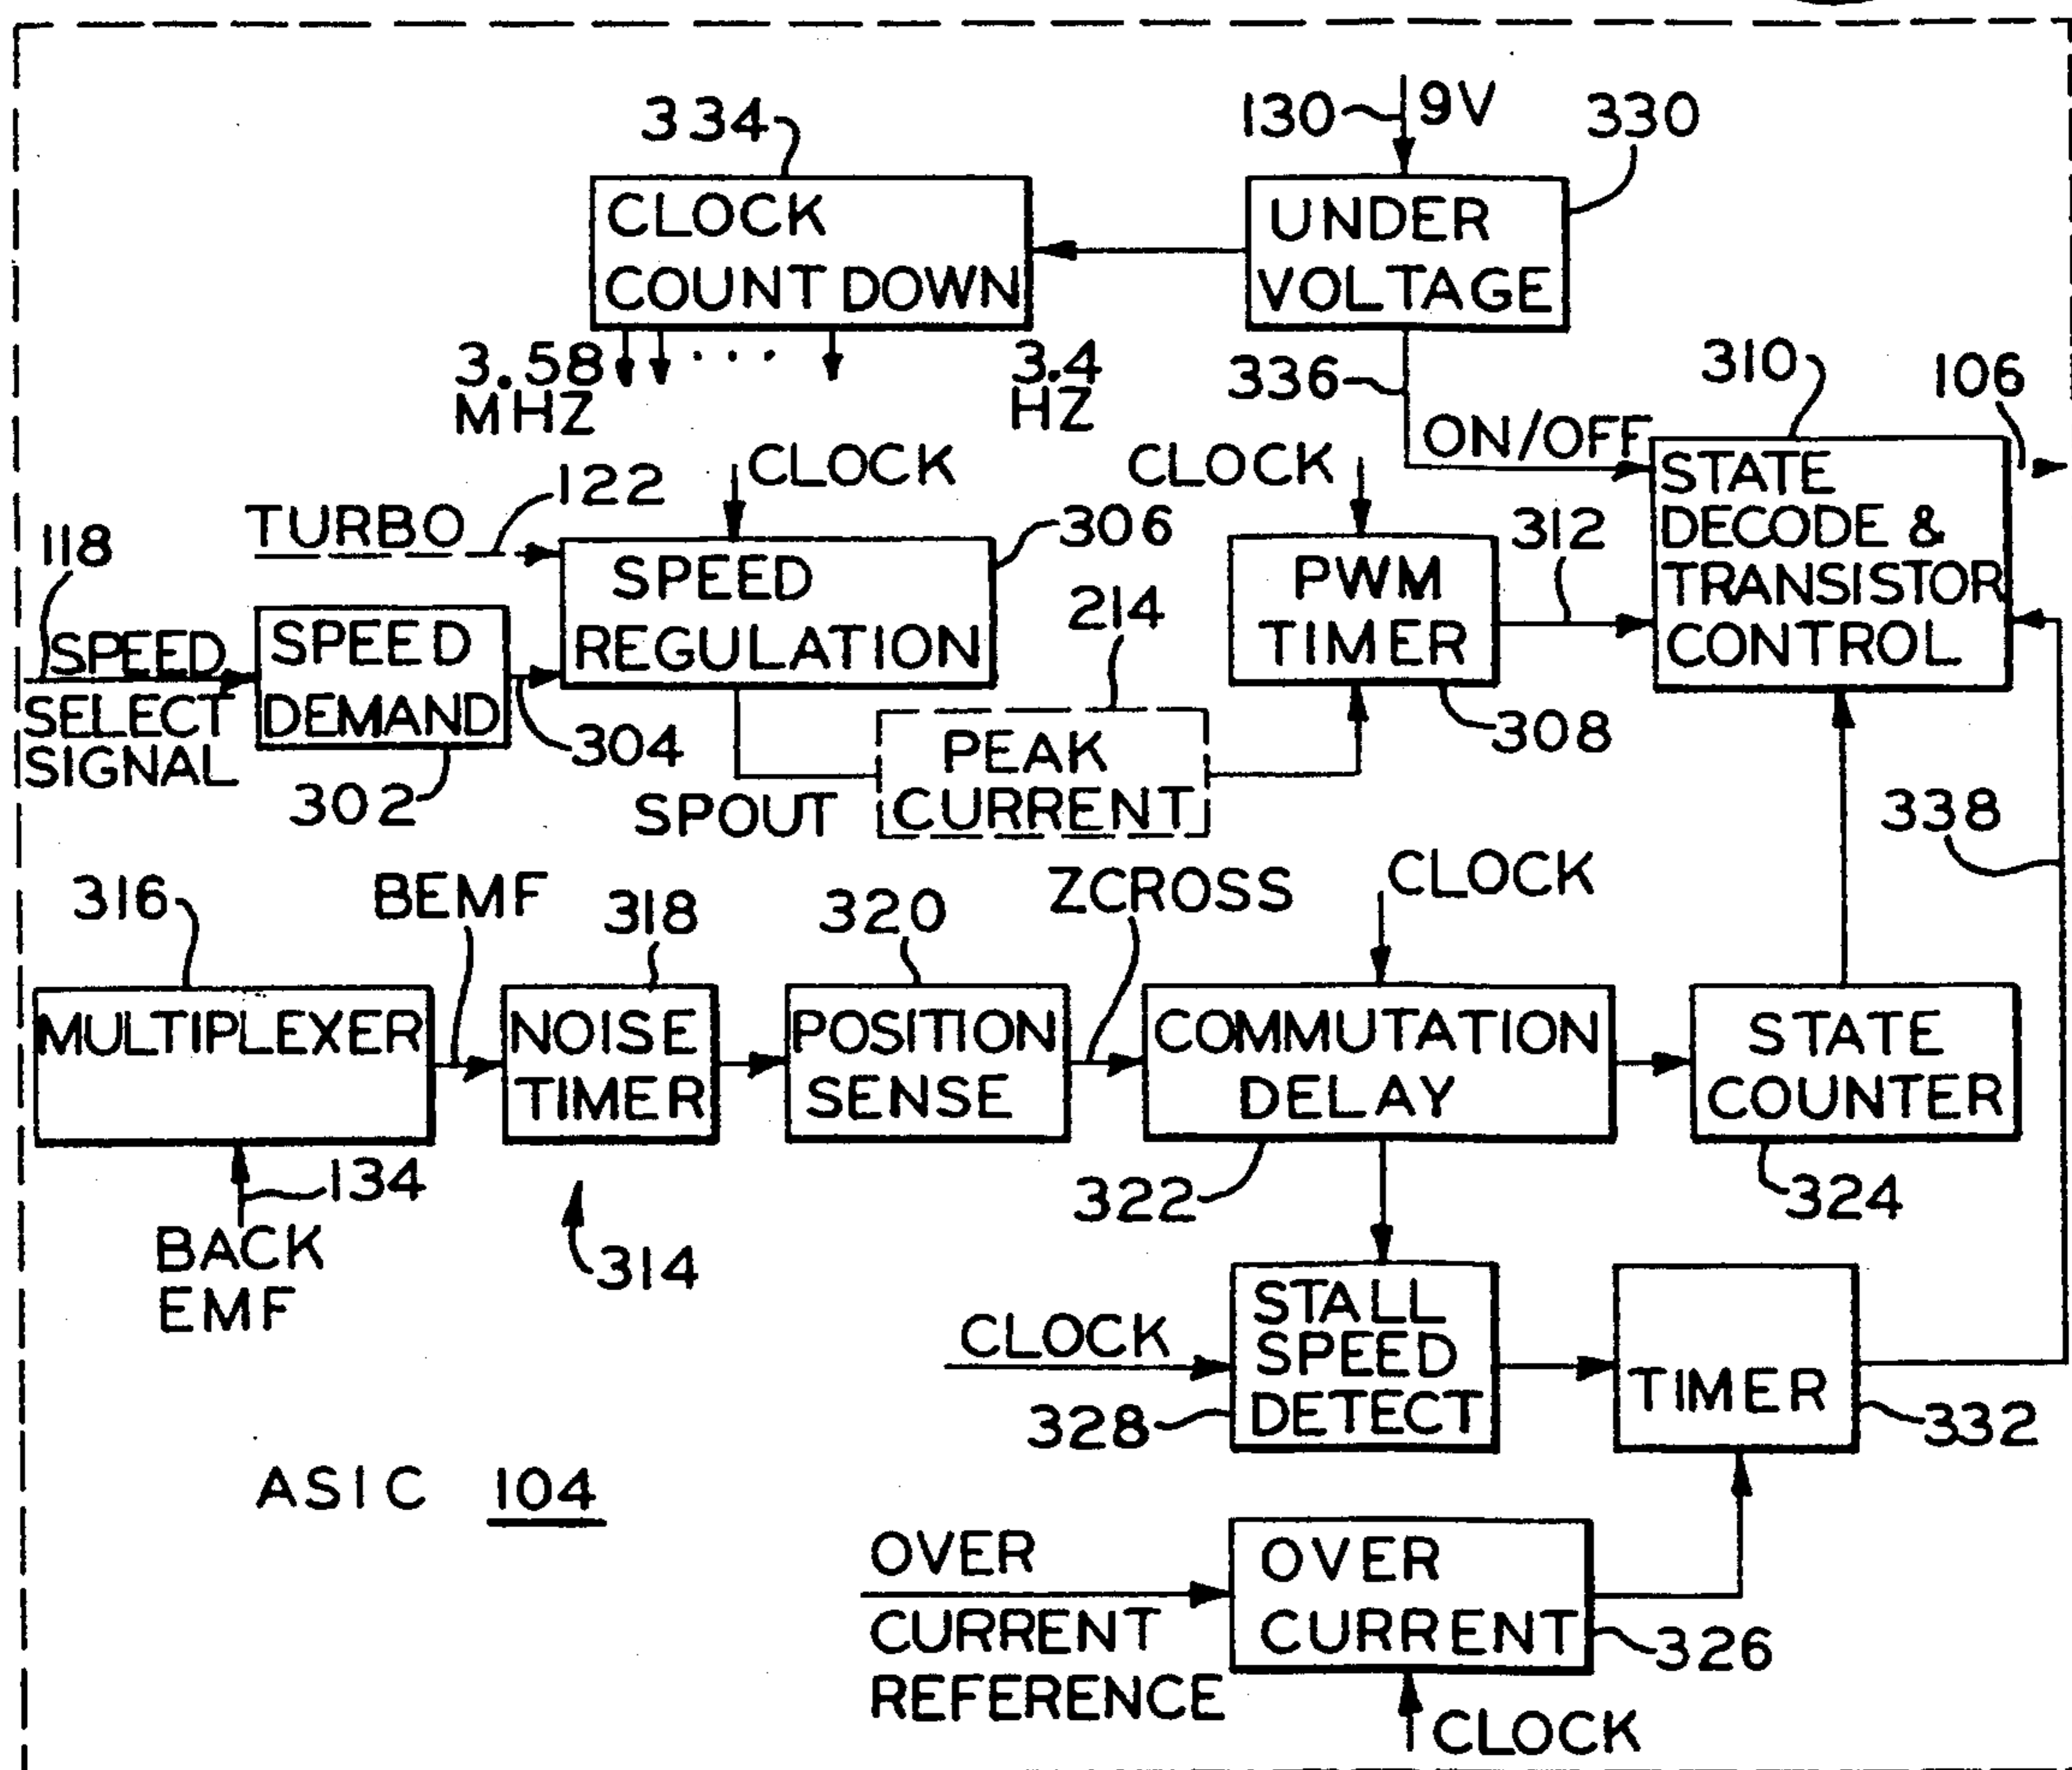 334
130
9V
330
CLOCK
COUNT DOWN
UNDER
VOLTAGE
3.58
MHZ
...
3.4
HZ
336
310
106
ON/OFF
CLOCK
CLOCK
122
TURBO
118
306
312
STATE
DECODE &
TRANSISTOR
CONTROL
SPEED
SELECT
SIGNAL
SPEED
DEMAND
SPEED
REGULATION
214
PWM
TIMER
304
302
308
SPOUT
PEAK
CURRENT
338
316
BEMF
318
320
ZCROSS
CLOCK
MULTIPLEXER
NOISE
TIMER
POSITION
SENSE
COMMUTATION
DELAY
STATE
COUNTER
134
BACK
EMF
314
322
324
CLOCK
STALL
SPEED
DETECT
TIMER
328
332
ASIC 104
OVER
CURRENT
REFERENCE
OVER
CURRENT
326
CLOCK